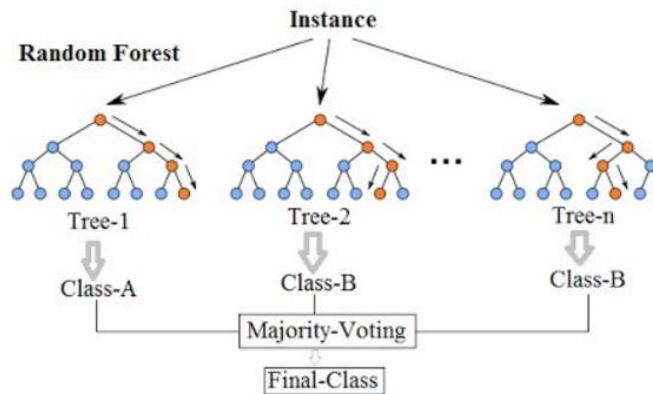 Instance
Random Forest
...
Tree-1
Tree-2
Tree-n
Class-A
Class-B
Class-B
Majority-Voting
Final-Class